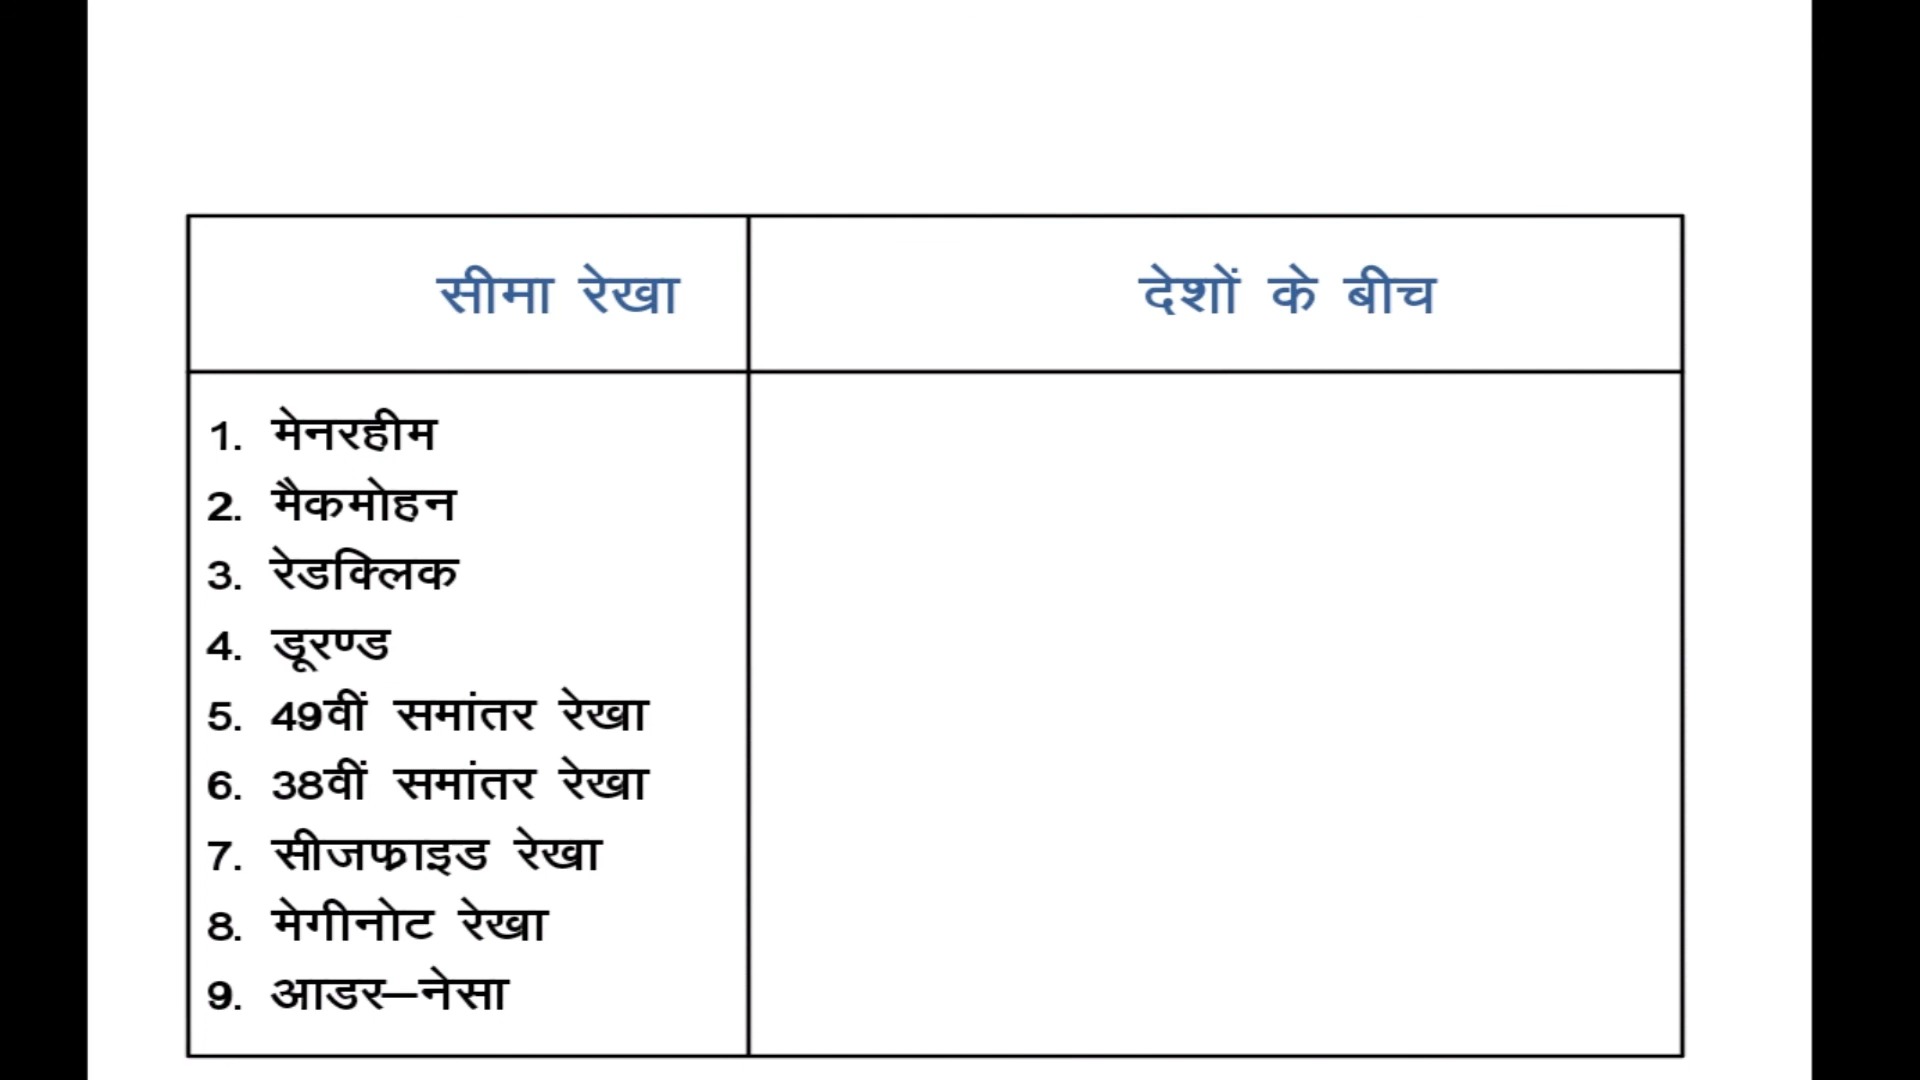 सीमा रेखा
देशों के बीच
1. मेनरहीम
2. मैकमोहन
3. रेडक्लिक
4. डूरण्ड
5. 49वीं समांतर रेखा
6. 38वीं समांतर रेखा
7. सीजफ्राइड रेखा
8. मेगीनोट रेखा
9. आडर–नेसा